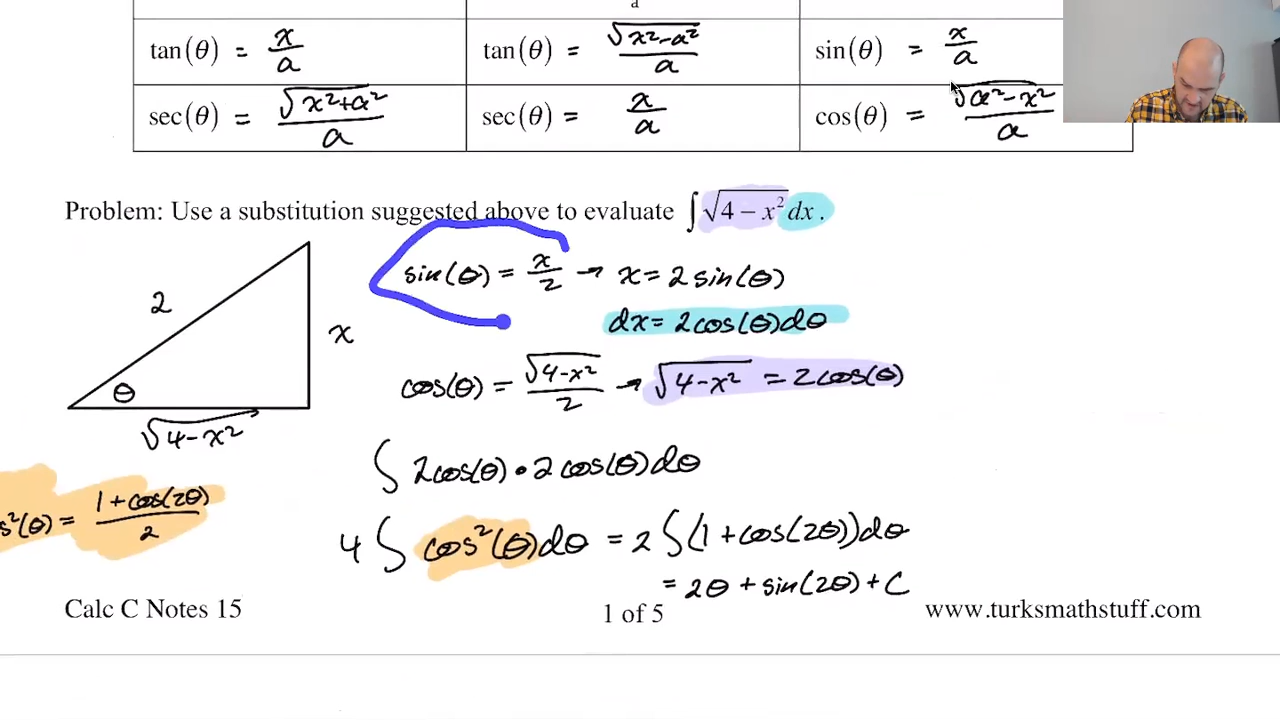 a
tan(θ) = x/a
tan(θ) = √(x²−a²)/a
sin(θ) = x/a
sec(θ) = √(x²+a²)/a
sec(θ) = x/a
cos(θ) = √(a²−x²)/a
Problem: Use a substitution suggested above to evaluate ∫√(4 − x²) dx.
sin(θ) = x/2 → x = 2 sin(θ)
2
x
dx = 2cos(θ)dθ
cos(θ) = √(4−x²)/2 → √(4−x²) = 2cos(θ)
θ
√(4−x²)
∫ 2cos(θ) • 2cos(θ)dθ
s²(θ) = (1+cos(2θ))/2
4 ∫ cos²(θ)dθ = 2 ∫(1 + cos(2θ))dθ
= 2θ + sin(2θ) + C
Calc C Notes 15
1 of 5
www.turksmathstuff.com